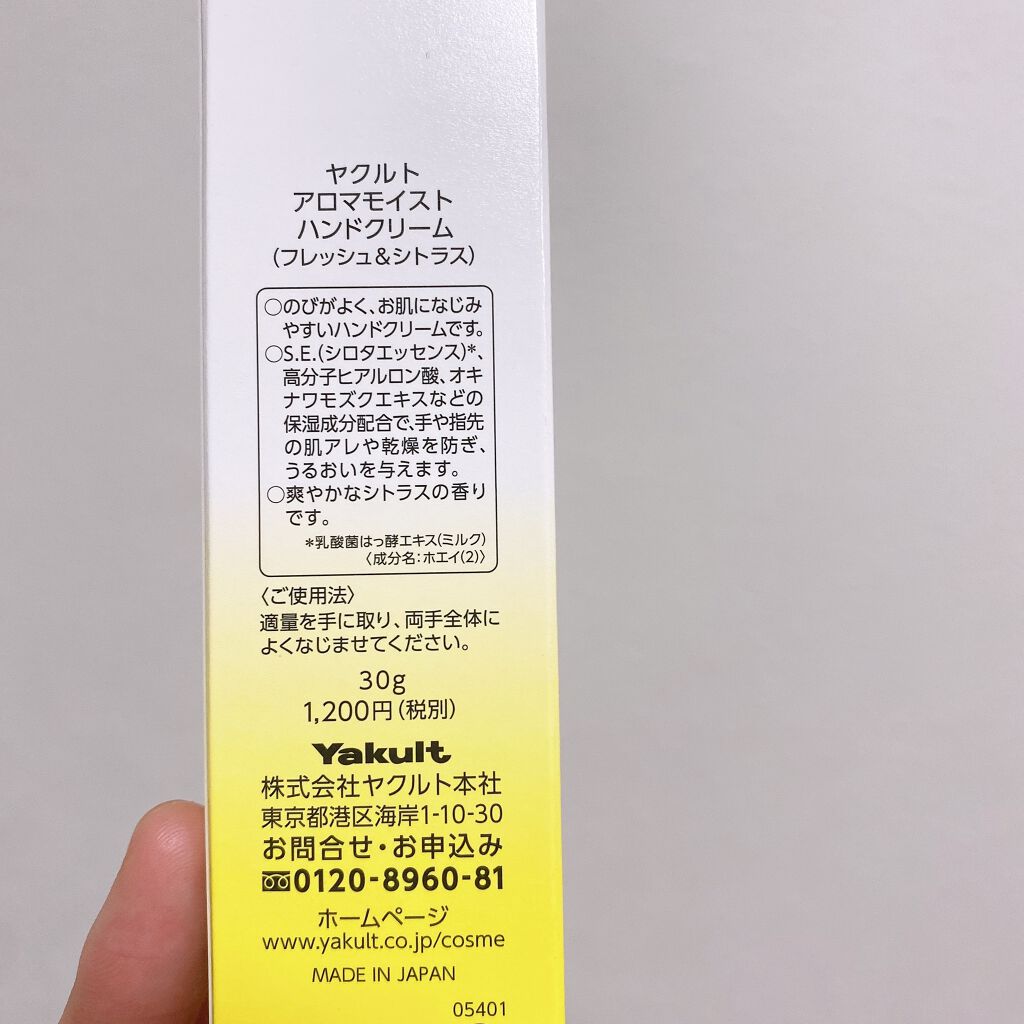 ヤクルト
アロマモイスト
ハンドクリーム
(フレッシュ&シトラス)
○のびがよく、お肌になじみ
やすいハンドクリームです。
○S.E.(シロタエッセンス)*、
高分子ヒアルロン酸、オキ
ナワモズクエキスなどの
保湿成分配合で、手や指先
の肌アレや乾燥を防ぎ、
うるおいを与えます。
○爽やかなシトラスの香り
です。
*乳酸菌はっ酵エキス(ミルク)
〈成分名:ホエイ(2)〉
〈ご使用法〉
適量を手に取り、両手全体に
よくなじませてください。
30g
1,200円(税別)
Yakult
株式会社ヤクルト本社
東京都港区海岸1-10-30
お問合せ・お申込み
0120-8960-81
ホームページ
www.yakult.co.jp/cosme
MADE IN JAPAN
05401